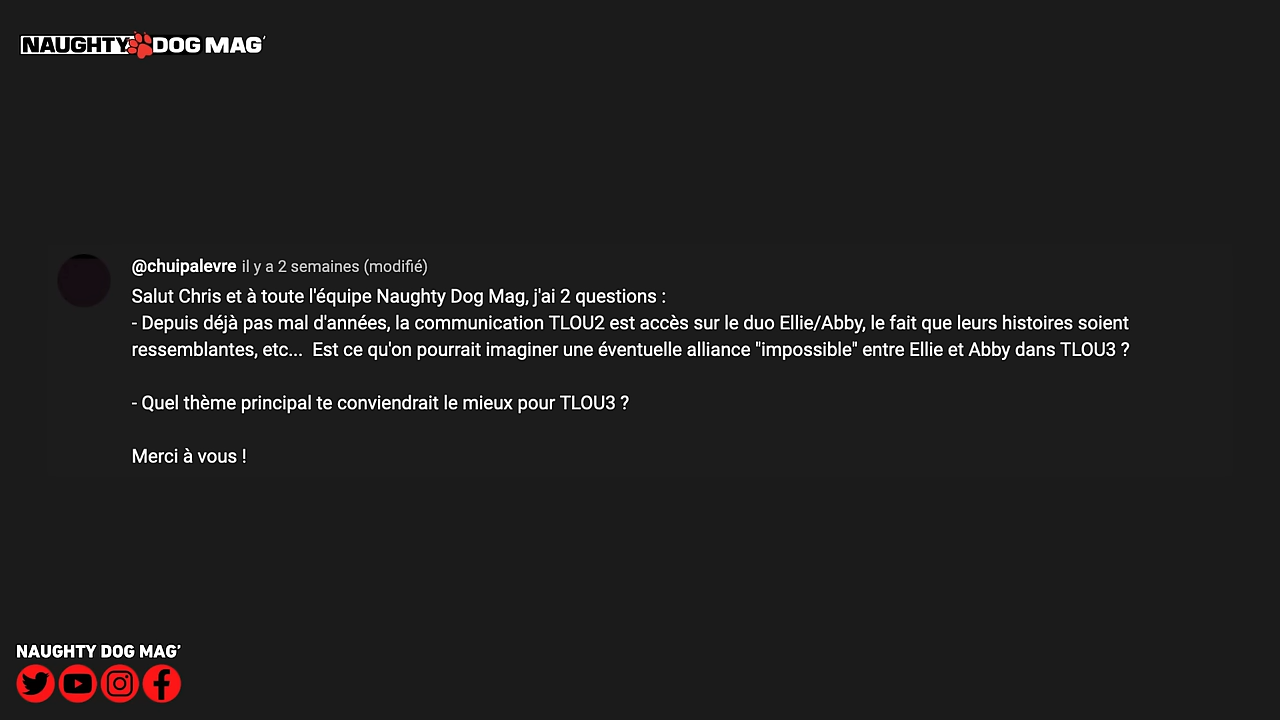 NAUGHTY DOG MAG'
@chuipalevre il y a 2 semaines (modifié)
Salut Chris et à toute l'équipe Naughty Dog Mag, j'ai 2 questions :
- Depuis déjà pas mal d'années, la communication TLOU2 est accès sur le duo Ellie/Abby, le fait que leurs histoires soient
ressemblantes, etc...  Est ce qu'on pourrait imaginer une éventuelle alliance "impossible" entre Ellie et Abby dans TLOU3 ?
- Quel thème principal te conviendrait le mieux pour TLOU3 ?
Merci à vous !
NAUGHTY DOG MAG'